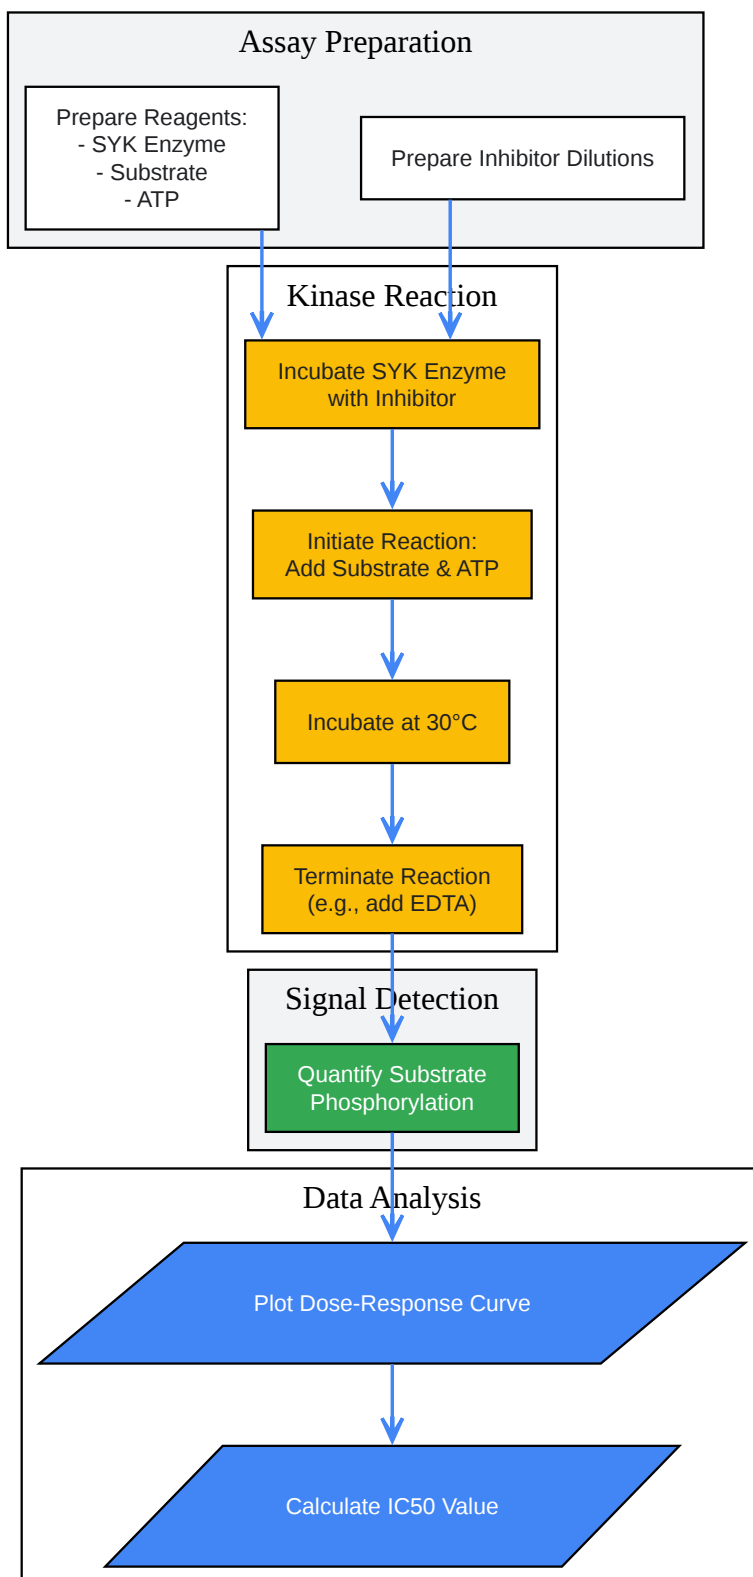 Assay Preparation
Prepare Reagents:
- SYK Enzyme
- Substrate
- ATP
Prepare Inhibitor Dilutions
Kinase Reaction
Incubate SYK Enzyme
with Inhibitor
Initiate Reaction:
Add Substrate & ATP
Incubate at 30°C
Terminate Reaction
(e.g., add EDTA)
Signal Detection
Quantify Substrate
Phosphorylation
Data Analysis
Plot Dose-Response Curve
Calculate IC50 Value